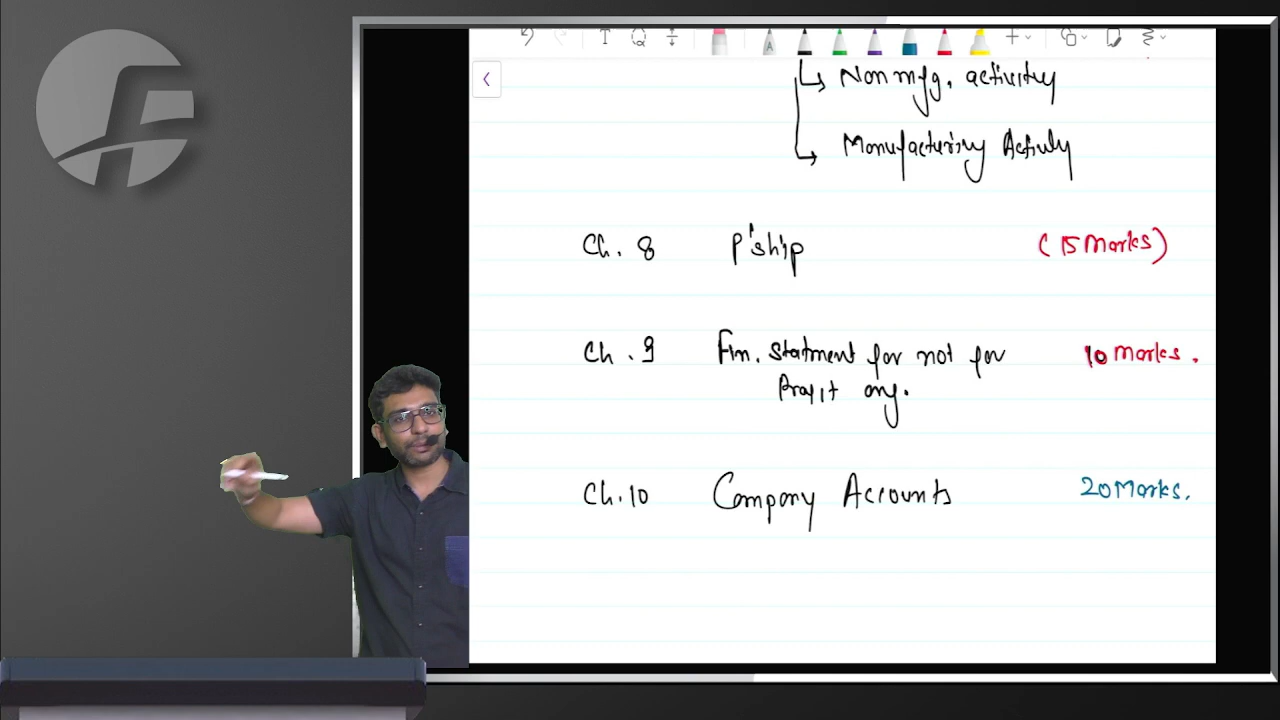 Non mfg. activity
Manufacturing Activity
Ch. 8 P'ship (15 Marks)
Ch. 9 Fin. Statment for not for 10 Marks.
Profit org.
Ch. 10 Company Accounts 20 Marks.